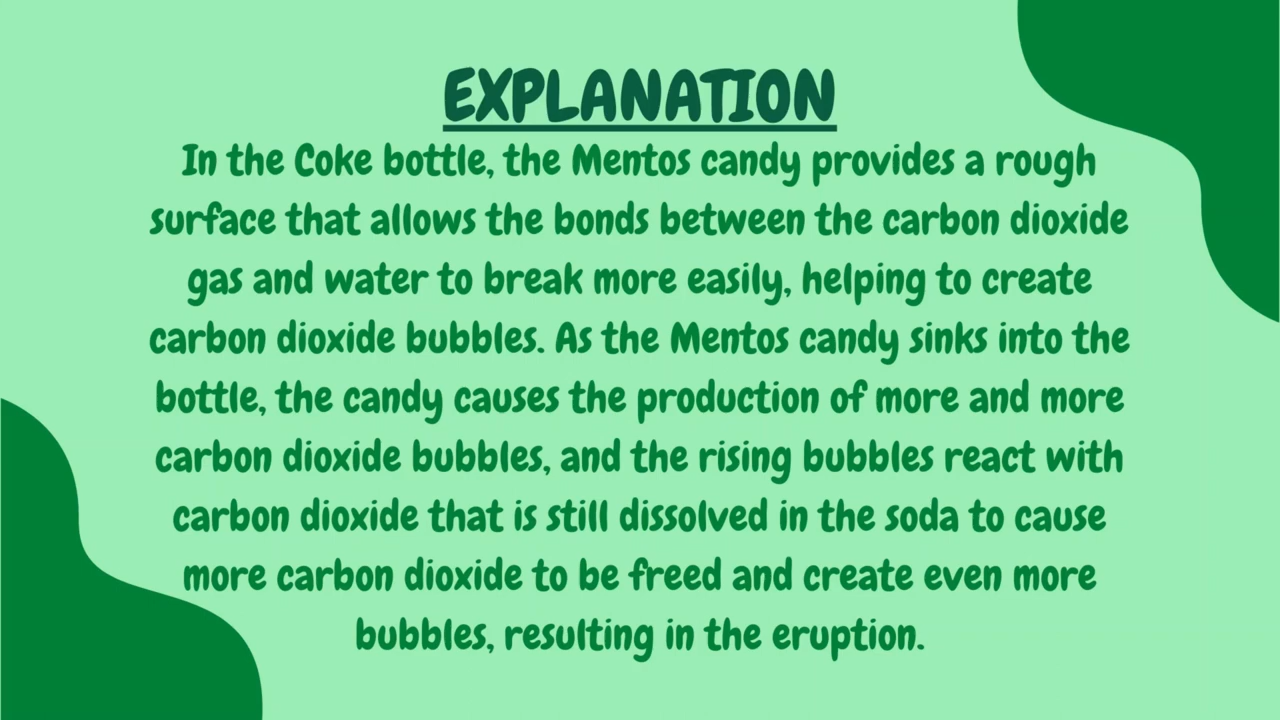 EXPLANATION
In the Coke bottle, the Mentos candy provides a rough
surface that allows the bonds between the carbon dioxide
gas and water to break more easily, helping to create
carbon dioxide bubbles. As the Mentos candy sinks into the
bottle, the candy causes the production of more and more
carbon dioxide bubbles, and the rising bubbles react with
carbon dioxide that is still dissolved in the soda to cause
more carbon dioxide to be freed and create even more
bubbles, resulting in the eruption.